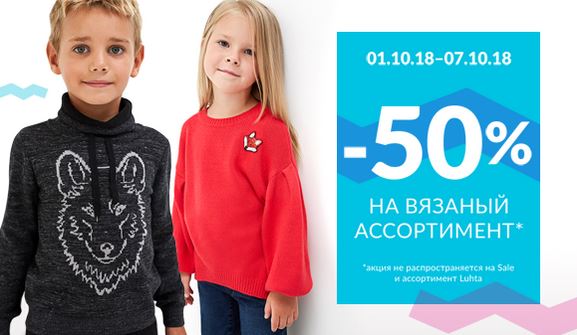 01.10.18–07.10.18
-50%
НА ВЯЗАНЫЙ
АССОРТИМЕНТ*
*акция не распространяется на Sale
и ассортимент Luhta